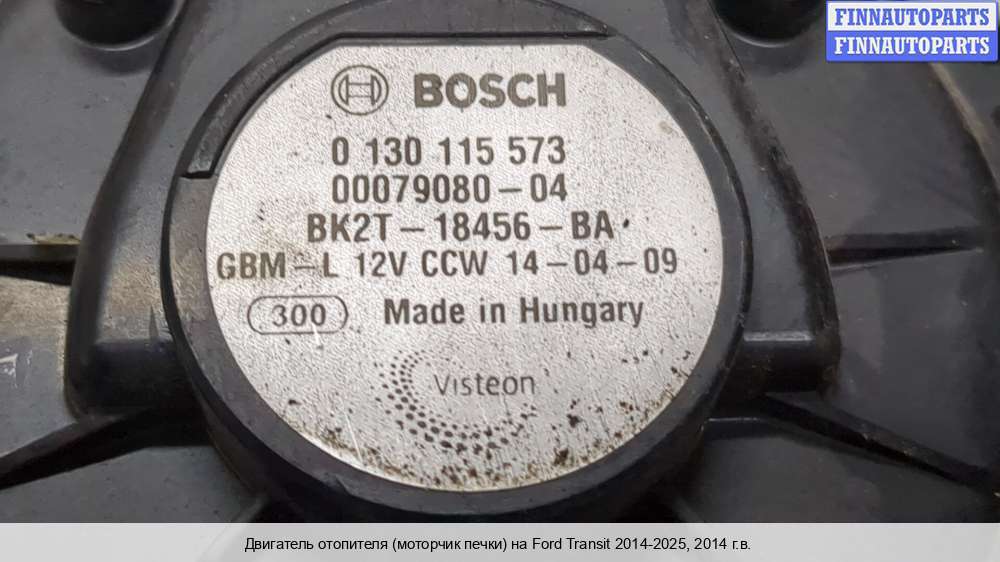 FINNAUTOPARTS
FINNAUTOPARTS
BOSCH
0 130 115 573
00079080-04
BK2T-18456-BA
GBM-L 12V CCW 14-04-09
300 Made in Hungary
Visteon
Двигатель отопителя (моторчик печки) на Ford Transit 2014-2025, 2014 г.в.